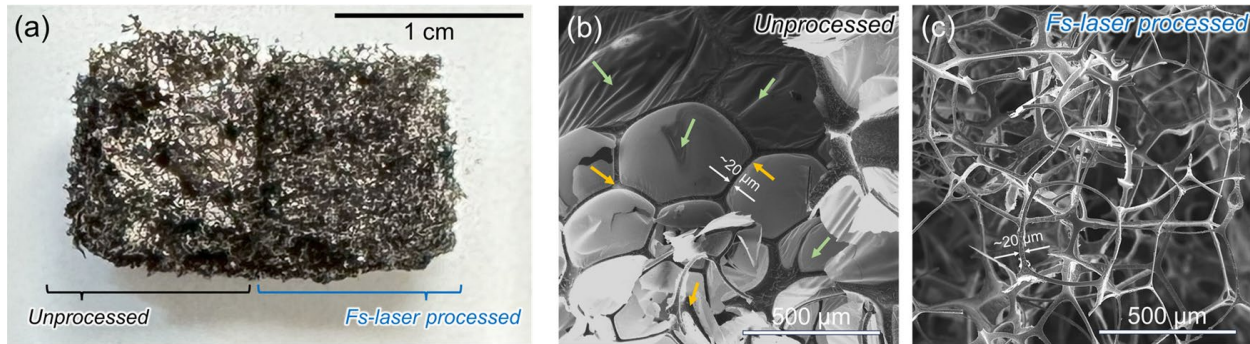 (a)
1 cm
Unprocessed
Fs-laser processed
(b)
Unprocessed
~20 μm
500 μm
(c)
Fs-laser processed
~20 μm
500 μm